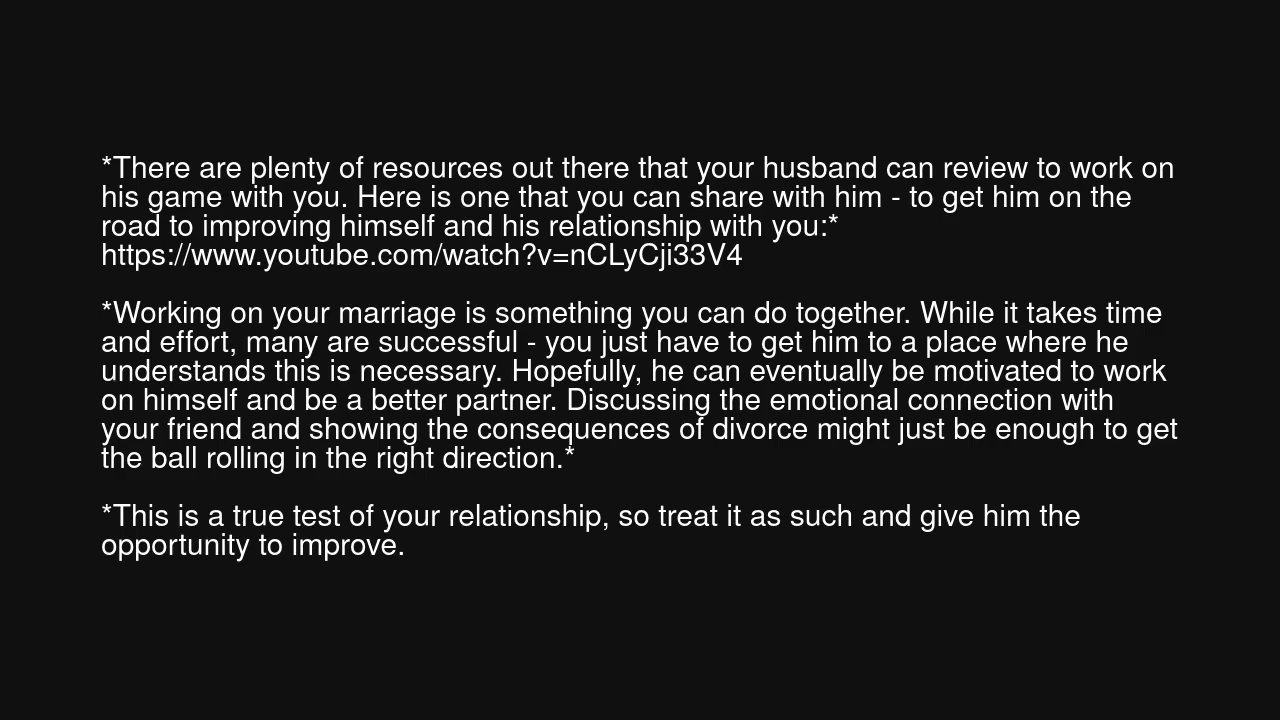 *There are plenty of resources out there that your husband can review to work on
his game with you. Here is one that you can share with him - to get him on the
road to improving himself and his relationship with you:*
https://www.youtube.com/watch?v=nCLyCji33V4
*Working on your marriage is something you can do together. While it takes time
and effort, many are successful - you just have to get him to a place where he
understands this is necessary. Hopefully, he can eventually be motivated to work
on himself and be a better partner. Discussing the emotional connection with
your friend and showing the consequences of divorce might just be enough to get
the ball rolling in the right direction.*
*This is a true test of your relationship, so treat it as such and give him the
opportunity to improve.